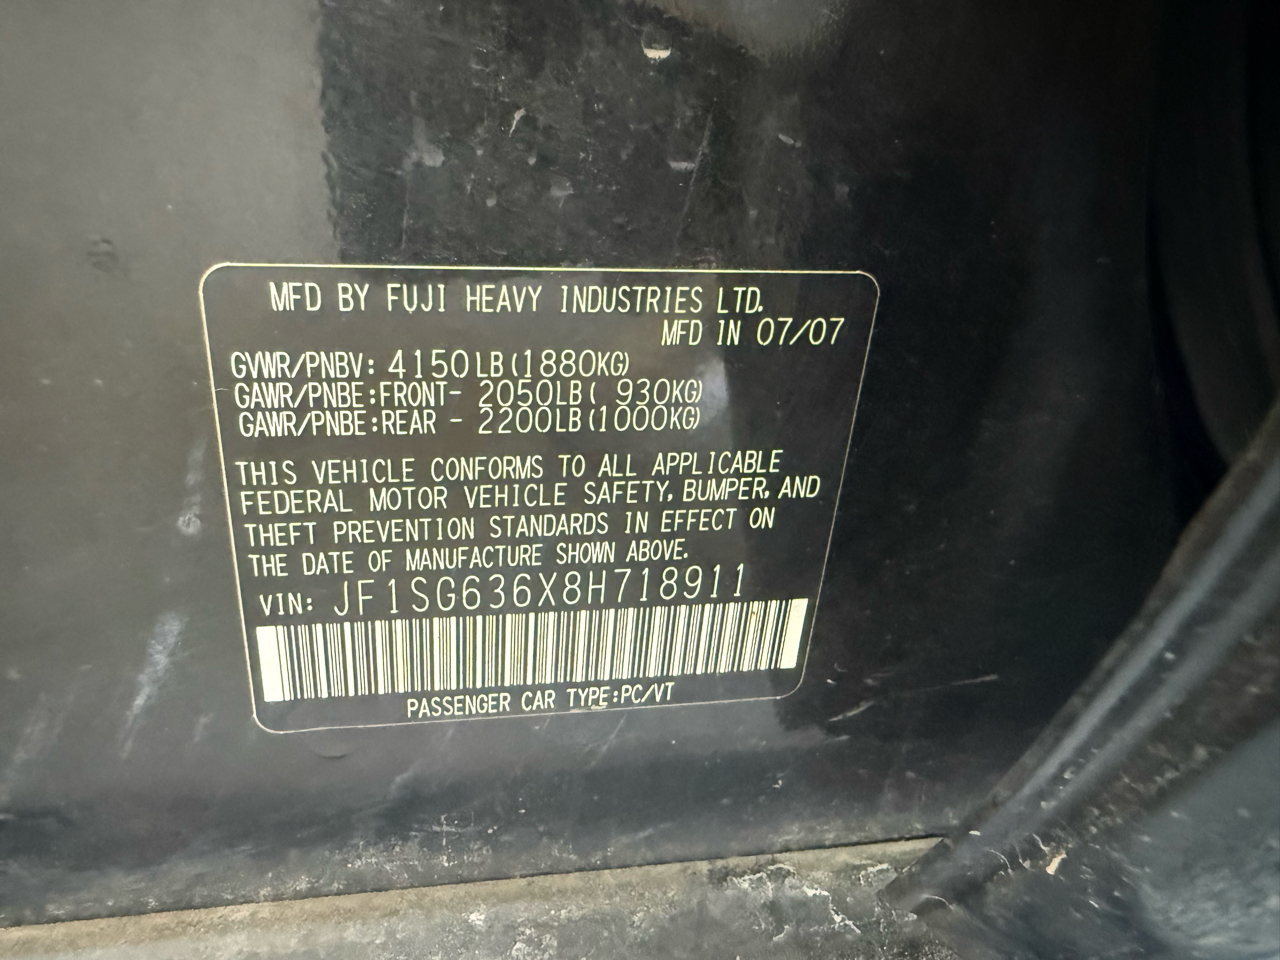 MFD BY FUJI HEAVY INDUSTRIES LTD.
MFD IN 07/07
GVWR/PNBV: 4150LB(1880KG)
GAWR/PNBE:FRONT- 2050LB( 930KG)
GAWR/PNBE:REAR - 2200LB(1000KG)
THIS VEHICLE CONFORMS TO ALL APPLICABLE
FEDERAL MOTOR VEHICLE SAFETY, BUMPER, AND
THEFT PREVENTION STANDARDS IN EFFECT ON
THE DATE OF MANUFACTURE SHOWN ABOVE.
VIN: JF1SG636X8H718911
PASSENGER CAR TYPE:PC/VT